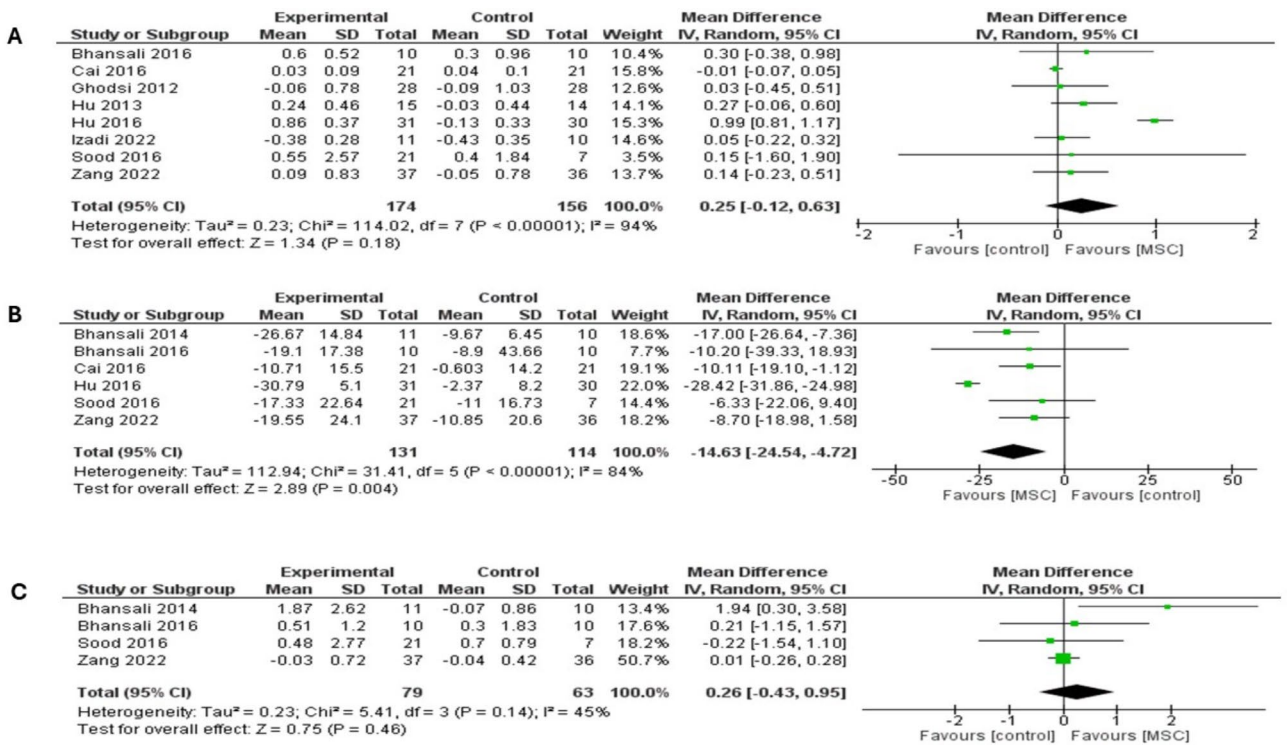 A
Experimental Control Mean Difference Mean Difference
Study or Subgroup Mean SD Total Mean SD Total Weight IV, Random, 95% CI IV, Random, 95% CI
Bhansali 2016 0.6 0.52 10 0.3 0.96 10 10.4% 0.30 [-0.38, 0.98]
Cai 2016 0.03 0.09 21 0.04 0.1 21 15.8% -0.01 [-0.07, 0.05]
Ghodsi 2012 -0.06 0.78 28 -0.09 1.03 28 12.6% 0.03 [-0.45, 0.51]
Hu 2013 0.24 0.46 15 -0.03 0.44 14 14.1% 0.27 [-0.06, 0.60]
Hu 2016 0.86 0.37 31 -0.13 0.33 30 15.3% 0.99 [0.81, 1.17]
Izadi 2022 -0.38 0.28 11 -0.43 0.35 10 14.6% 0.05 [-0.22, 0.32]
Sood 2016 0.55 2.57 21 0.4 1.84 7 3.5% 0.15 [-1.60, 1.90]
Zang 2022 0.09 0.83 37 -0.05 0.78 36 13.7% 0.14 [-0.23, 0.51]
Total (95% CI) 174 156 100.0% 0.25 [-0.12, 0.63]
Heterogeneity: Tau² = 0.23; Chi² = 114.02, df = 7 (P < 0.00001); I² = 94%
Test for overall effect: Z = 1.34 (P = 0.18)
-2 -1 0 1 2
Favours [control] Favours [MSC]
B
Experimental Control Mean Difference Mean Difference
Study or Subgroup Mean SD Total Mean SD Total Weight IV, Random, 95% CI IV, Random, 95% CI
Bhansali 2014 -26.67 14.84 11 -9.67 6.45 10 18.6% -17.00 [-26.64, -7.36]
Bhansali 2016 -19.1 17.38 10 -8.9 43.66 10 7.7% -10.20 [-39.33, 18.93]
Cai 2016 -10.71 15.5 21 -0.603 14.2 21 19.1% -10.11 [-19.10, -1.12]
Hu 2016 -30.79 5.1 31 -2.37 8.2 30 22.0% -28.42 [-31.86, -24.98]
Sood 2016 -17.33 22.64 21 -11 16.73 7 14.4% -6.33 [-22.06, 9.40]
Zang 2022 -19.55 24.1 37 -10.85 20.6 36 18.2% -8.70 [-18.98, 1.58]
Total (95% CI) 131 114 100.0% -14.63 [-24.54, -4.72]
Heterogeneity: Tau² = 112.94; Chi² = 31.41, df = 5 (P < 0.00001); I² = 84%
Test for overall effect: Z = 2.89 (P = 0.004)
-50 -25 0 25 50
Favours [MSC] Favours [control]
C
Experimental Control Mean Difference Mean Difference
Study or Subgroup Mean SD Total Mean SD Total Weight IV, Random, 95% CI IV, Random, 95% CI
Bhansali 2014 1.87 2.62 11 -0.07 0.86 10 13.4% 1.94 [0.30, 3.58]
Bhansali 2016 0.51 1.2 10 0.3 1.83 10 17.6% 0.21 [-1.15, 1.57]
Sood 2016 0.48 2.77 21 0.7 0.79 7 18.2% -0.22 [-1.54, 1.10]
Zang 2022 -0.03 0.72 37 -0.04 0.42 36 50.7% 0.01 [-0.26, 0.28]
Total (95% CI) 79 63 100.0% 0.26 [-0.43, 0.95]
Heterogeneity: Tau² = 0.23; Chi² = 5.41, df = 3 (P = 0.14); I² = 45%
Test for overall effect: Z = 0.75 (P = 0.46)
-2 -1 0 1 2
Favours [control] Favours [MSC]